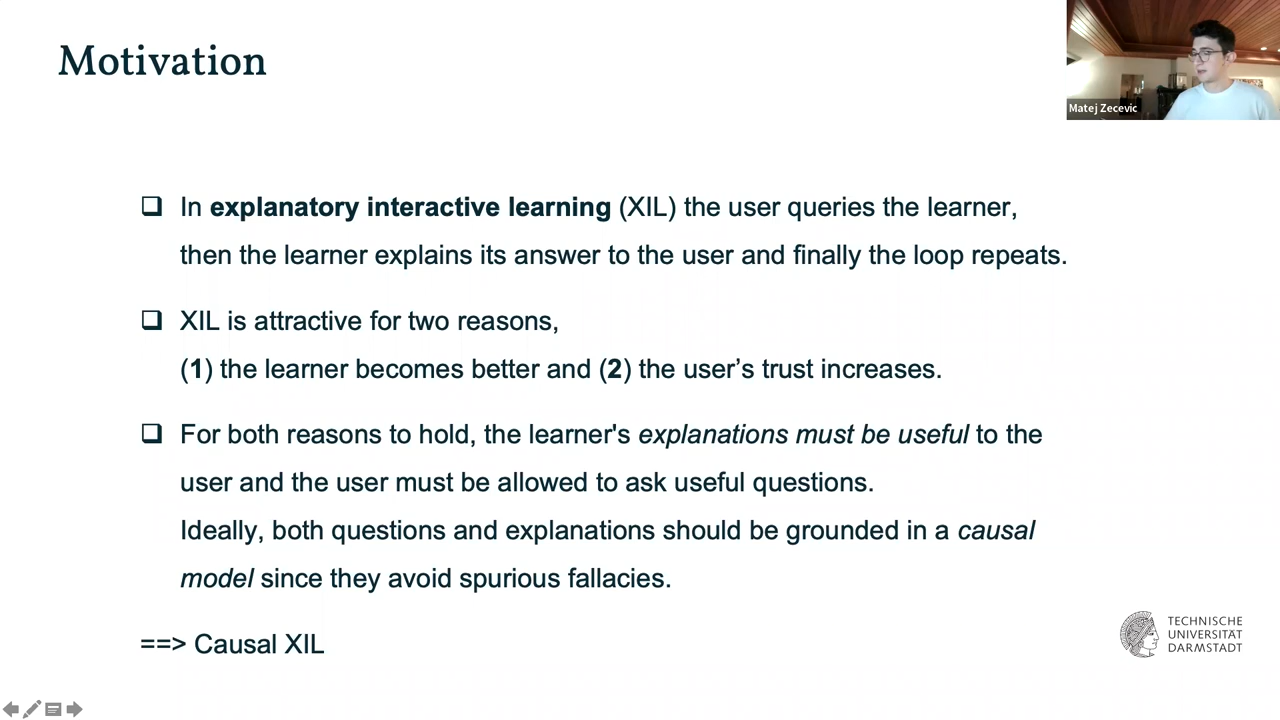 Motivation
Matej Zecevic
In explanatory interactive learning (XIL) the user queries the learner,
then the learner explains its answer to the user and finally the loop repeats.
XIL is attractive for two reasons,
(1) the learner becomes better and (2) the user’s trust increases.
For both reasons to hold, the learner's explanations must be useful to the
user and the user must be allowed to ask useful questions.
Ideally, both questions and explanations should be grounded in a causal
model since they avoid spurious fallacies.
==> Causal XIL
TECHNISCHE
UNIVERSITÄT
DARMSTADT